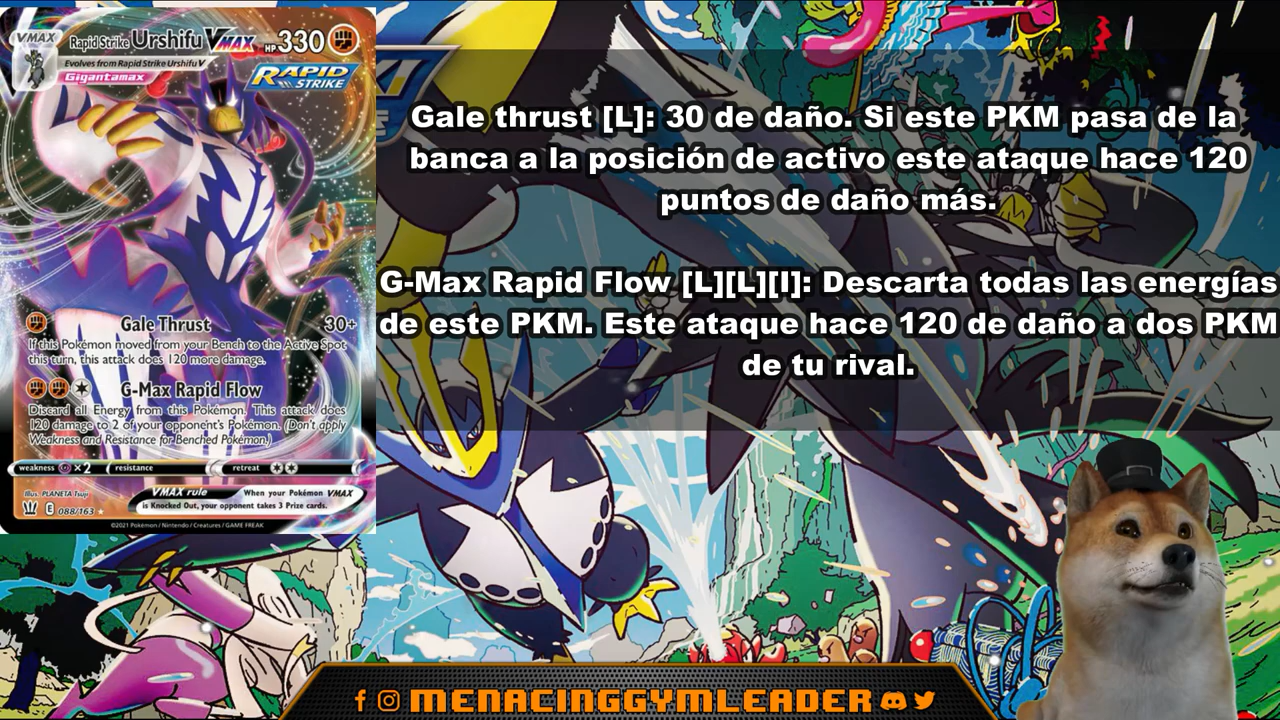 VMAX
Rapid Strike Urshifu VMAX HP 330
Evolves from Rapid Strike Urshifu V
Gigantamax
RAPID STRIKE
Gale Thrust 30+
If this Pokémon moved from your Bench to the Active Spot
this turn, this attack does 120 more damage.
G-Max Rapid Flow
Discard all Energy from this Pokémon. This attack does
120 damage to 2 of your opponent's Pokémon. (Don't apply
Weakness and Resistance for Benched Pokémon.)
weakness ×2 resistance retreat
Illus. PLANETA Tsuji
E 088/163
VMAX rule When your Pokémon VMAX
is Knocked Out, your opponent takes 3 Prize cards.
©2021 Pokémon / Nintendo / Creatures / GAME FREAK
Gale thrust [L]: 30 de daño. Si este PKM pasa de la
banca a la posición de activo este ataque hace 120
puntos de daño más.
G-Max Rapid Flow [L][L][I]: Descarta todas las energías
de este PKM. Este ataque hace 120 de daño a dos PKM
de tu rival.
MENACINGGYMLEADER